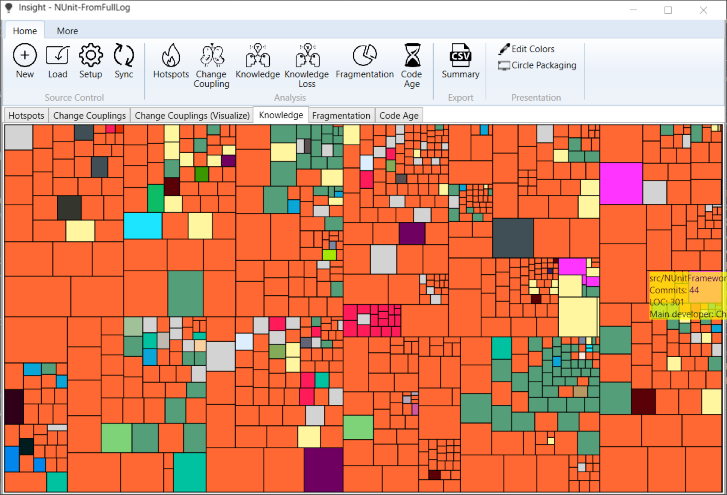 Insight - NUnit-FromFullLog
Home More
New Load Setup Sync Hotspots Change Coupling Knowledge Knowledge Loss Fragmentation Code Age Summary
CSV
Edit Colors
Circle Packaging
Source Control Analysis Export Presentation
Hotspots Change Couplings Change Couplings (Visualize) Knowledge Fragmentation Code Age
src/NUnitFramewor
Commits: 44
LOC: 301
Main developer: Ch